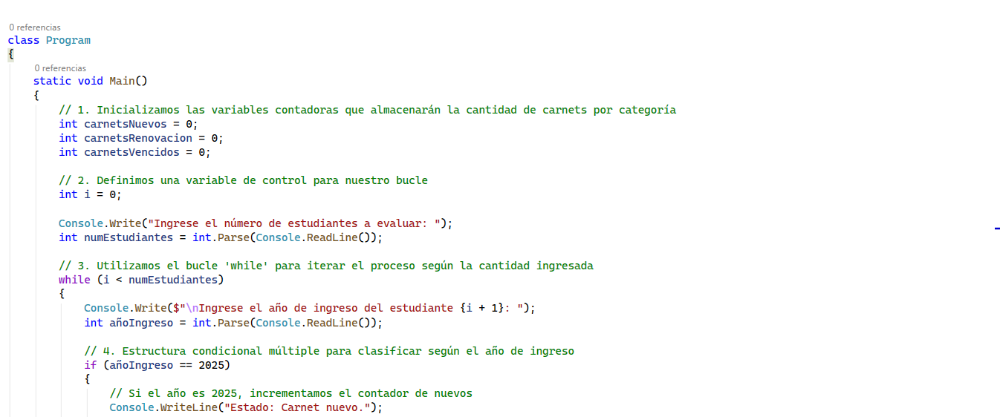 0 referencias
class Program
{
0 referencias
static void Main()
{
// 1. Inicializamos las variables contadoras que almacenarán la cantidad de carnets por categoría
int carnetsNuevos = 0;
int carnetsRenovacion = 0;
int carnetsVencidos = 0;
// 2. Definimos una variable de control para nuestro bucle
int i = 0;
Console.Write("Ingrese el número de estudiantes a evaluar: ");
int numEstudiantes = int.Parse(Console.ReadLine());
// 3. Utilizamos el bucle 'while' para iterar el proceso según la cantidad ingresada
while (i < numEstudiantes)
{
Console.Write($"\nIngrese el año de ingreso del estudiante {i + 1}: ");
int añoIngreso = int.Parse(Console.ReadLine());
// 4. Estructura condicional múltiple para clasificar según el año de ingreso
if (añoIngreso == 2025)
{
// Si el año es 2025, incrementamos el contador de nuevos
Console.WriteLine("Estado: Carnet nuevo.");